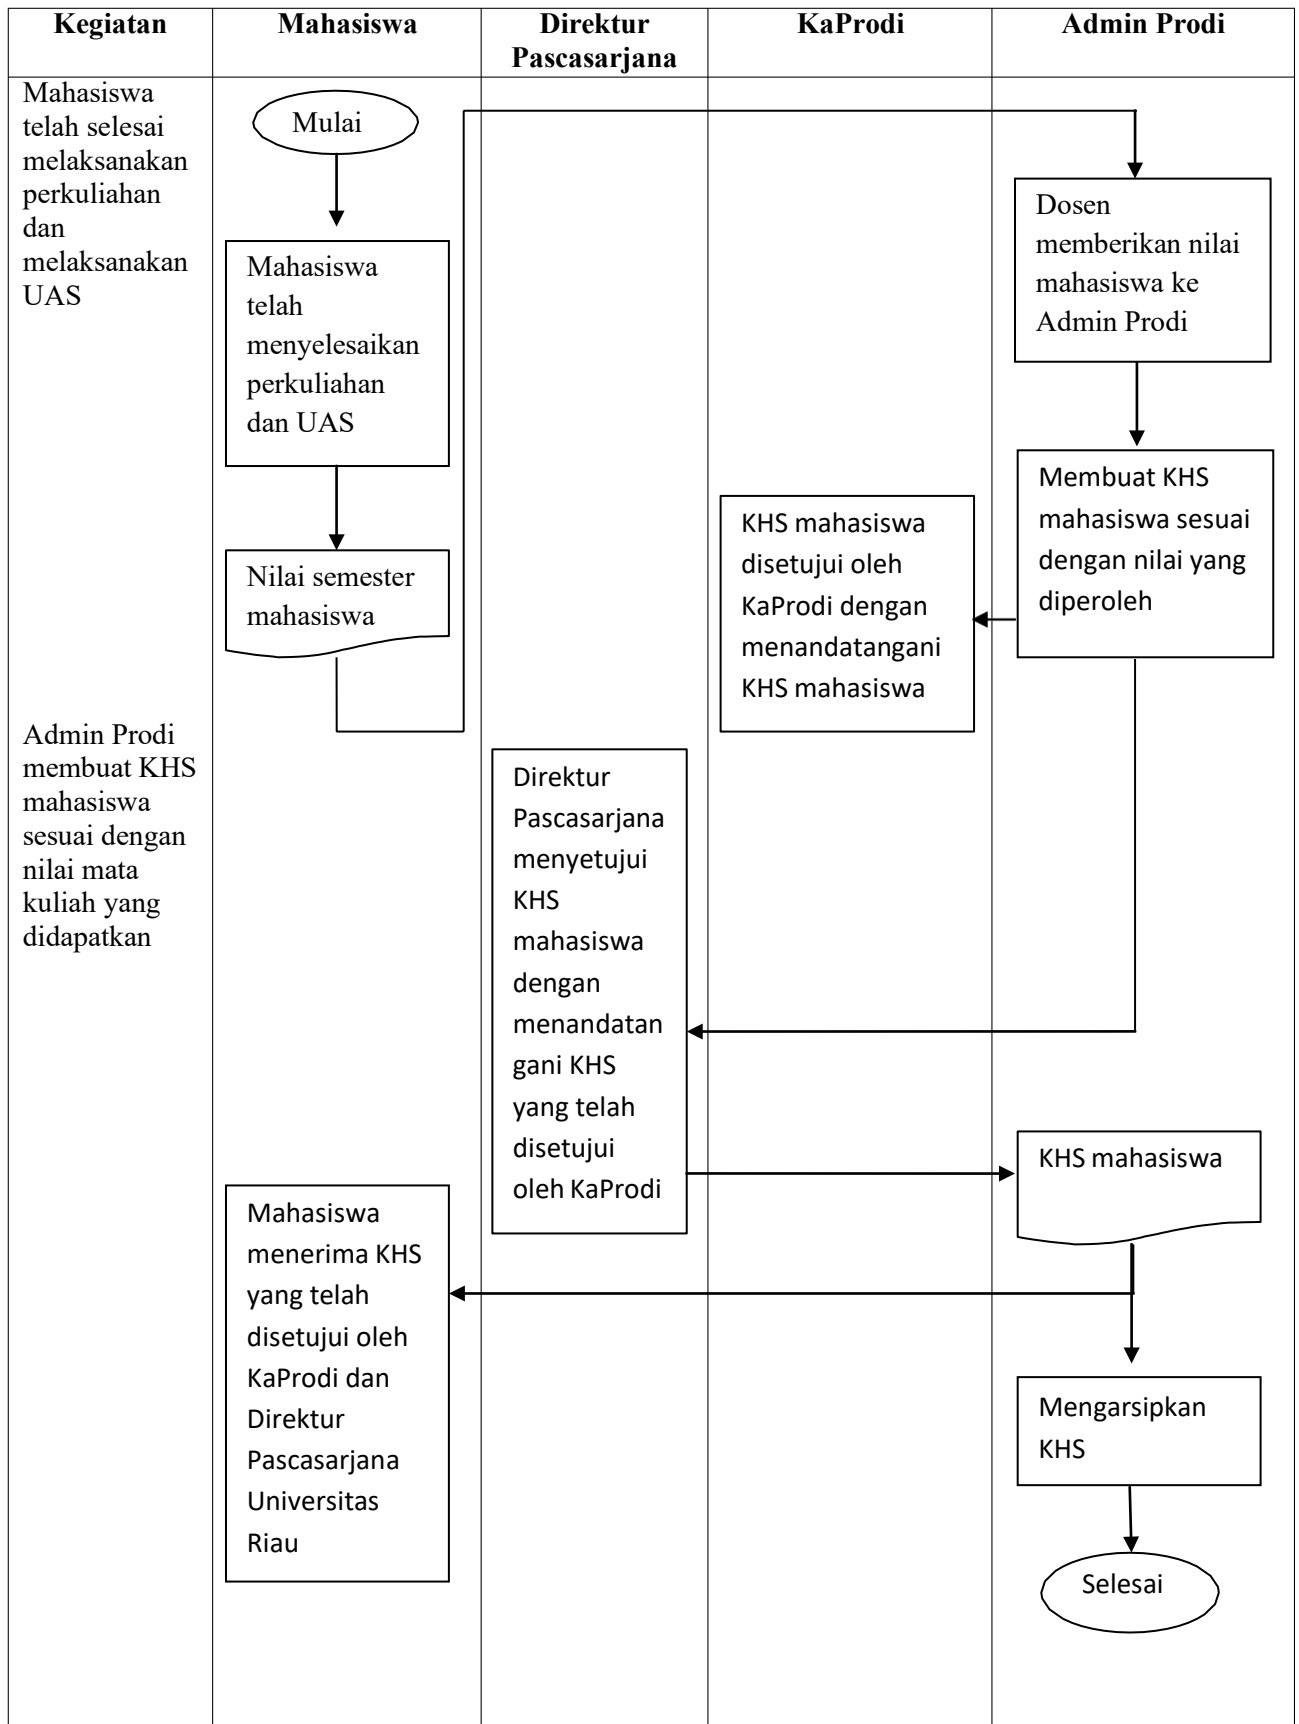 Kegiatan
Mahasiswa
Direktur
Pascasarjana
KaProdi
Admin Prodi
Mahasiswa
telah selesai
melaksanakan
perkuliahan
dan
melaksanakan
UAS
Admin Prodi
membuat KHS
mahasiswa
sesuai dengan
nilai mata
kuliah yang
didapatkan
Mulai
Mahasiswa
telah
menyelesaikan
perkuliahan
dan UAS
Nilai semester
mahasiswa
Dosen
memberikan nilai
mahasiswa ke
Admin Prodi
Membuat KHS
mahasiswa sesuai
dengan nilai yang
diperoleh
KHS mahasiswa
disetujui oleh
KaProdi dengan
menandatangani
KHS mahasiswa
Direktur
Pascasarjana
menyetujui
KHS
mahasiswa
dengan
menandatan
gani KHS
yang telah
disetujui
oleh KaProdi
KHS mahasiswa
Mahasiswa
menerima KHS
yang telah
disetujui oleh
KaProdi dan
Direktur
Pascasarjana
Universitas
Riau
Mengarsipkan
KHS
Selesai